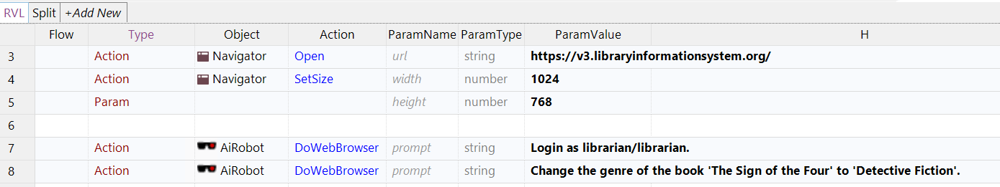 RVL Split +Add New
Flow Type Object Action ParamName ParamType ParamValue H
3 Action Navigator Open url string https://v3.libraryinformationsystem.org/
4 Action Navigator SetSize width number 1024
5 Param height number 768
6
7 Action AiRobot DoWebBrowser prompt string Login as librarian/librarian.
8 Action AiRobot DoWebBrowser prompt string Change the genre of the book 'The Sign of the Four' to 'Detective Fiction'.